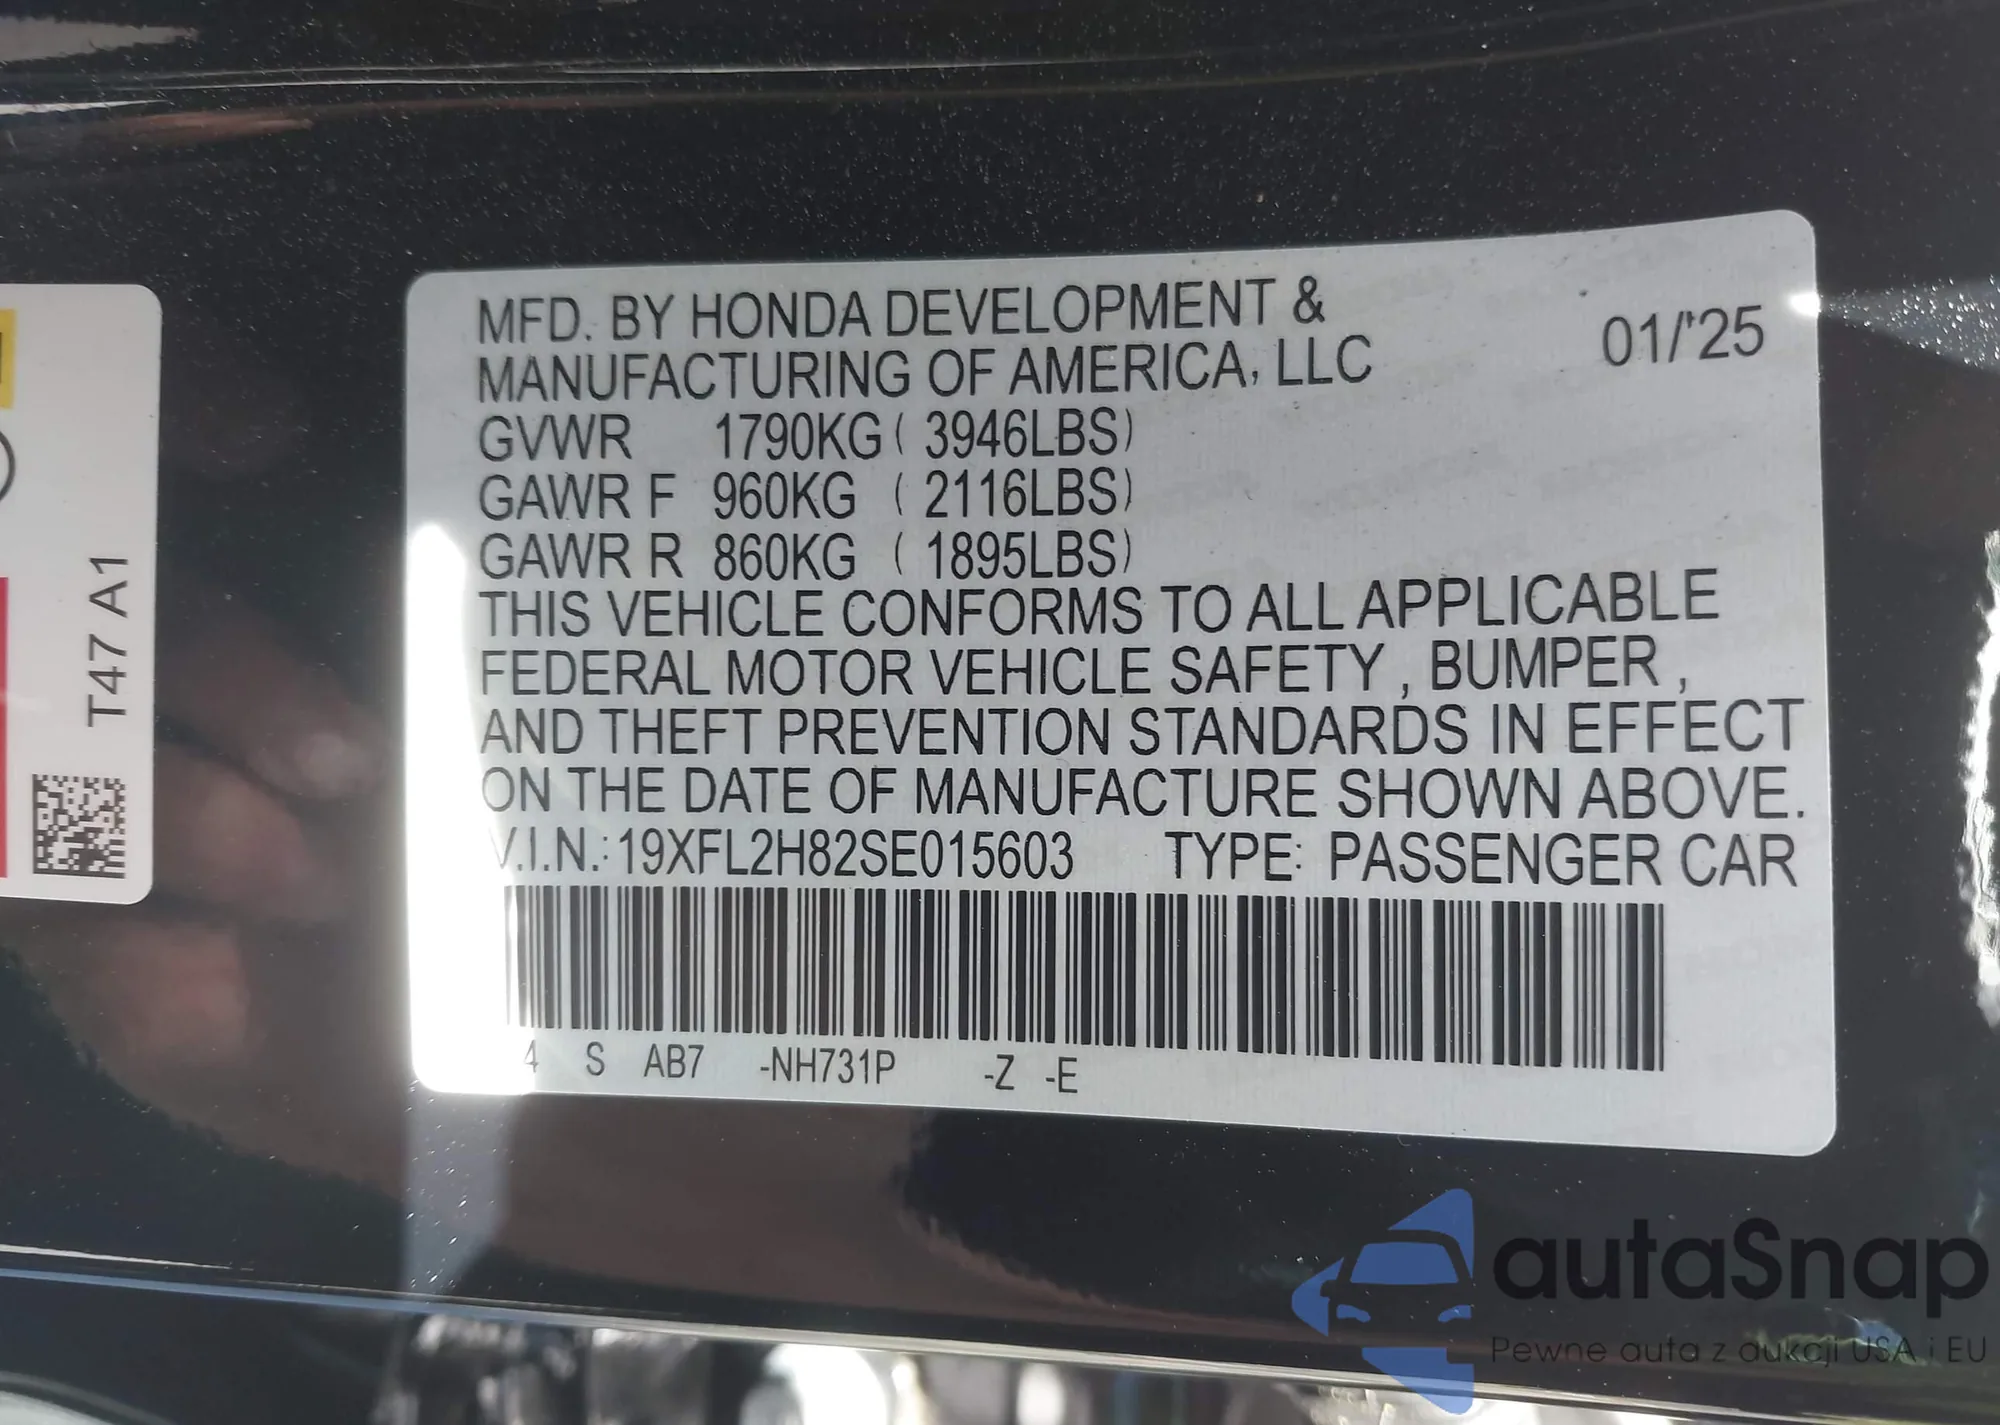 MFD. BY HONDA DEVELOPMENT &
MANUFACTURING OF AMERICA, LLC
01/'25
GVWR 1790KG ( 3946LBS)
GAWR F 960KG ( 2116LBS)
GAWR R 860KG ( 1895LBS)
THIS VEHICLE CONFORMS TO ALL APPLICABLE
FEDERAL MOTOR VEHICLE SAFETY , BUMPER ,
AND THEFT PREVENTION STANDARDS IN EFFECT
ON THE DATE OF MANUFACTURE SHOWN ABOVE.
V.I.N.: 19XFL2H82SE015603 TYPE: PASSENGER CAR
4 S AB7 -NH731P -Z -E
T47 A1
autaSnap
Pewne auta z aukcji USA i EU